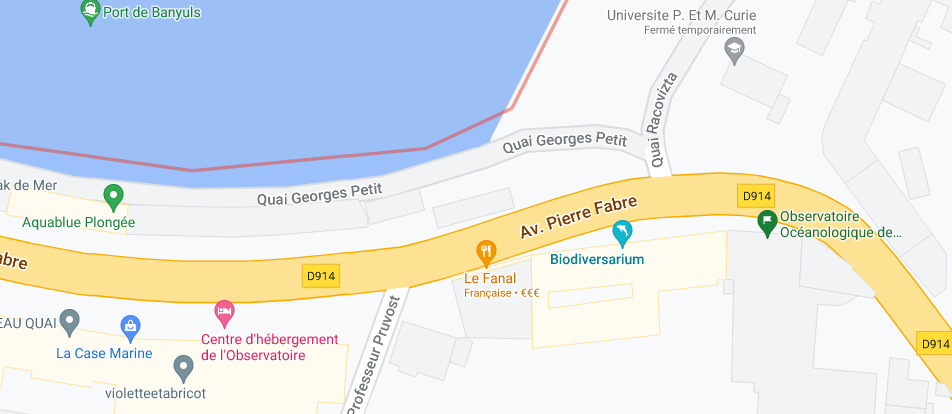 Port de Banyuls
Universite P. Et M. Curie
Fermé temporairement
Quai Racovizta
Quai Georges Petit
Quai Georges Petit
ak de Mer
Aquablue Plongée
D914
Av. Pierre Fabre
Observatoire
Océanologique de...
Biodiversarium
abre
D914
Le Fanal
Française • €€€
Professeur Pruvost
EAU QUAI
La Case Marine
Centre d'hébergement
de l'Observatoire
D914
violetteetabricot